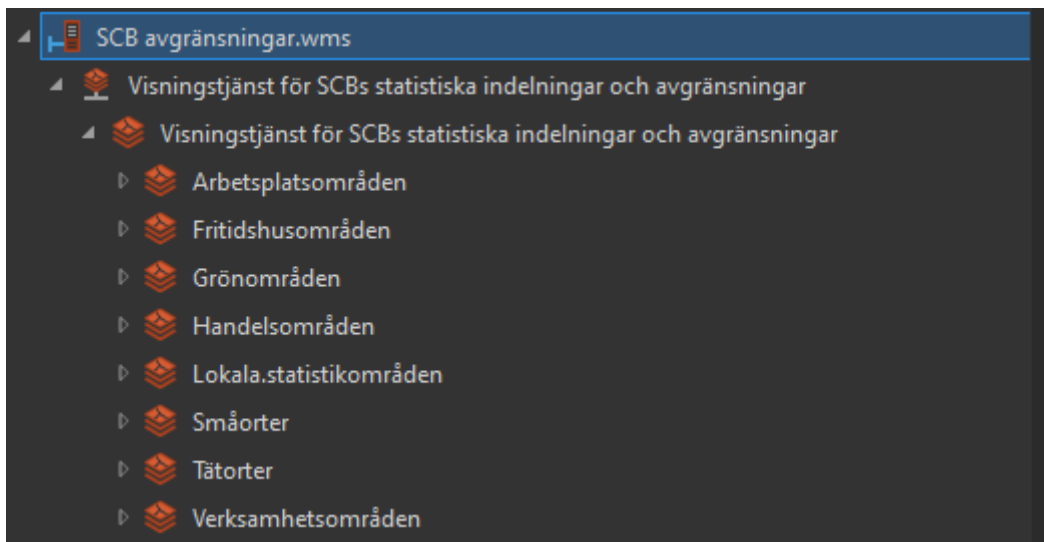 SCB avgränsningar.wms
Visningstjänst för SCBs statistiska indelningar och avgränsningar
Visningstjänst för SCBs statistiska indelningar och avgränsningar
Arbetsplatsområden
Fritidshusområden
Grönområden
Handelsområden
Lokala.statistikområden
Småorter
Tätorter
Verksamhetsområden